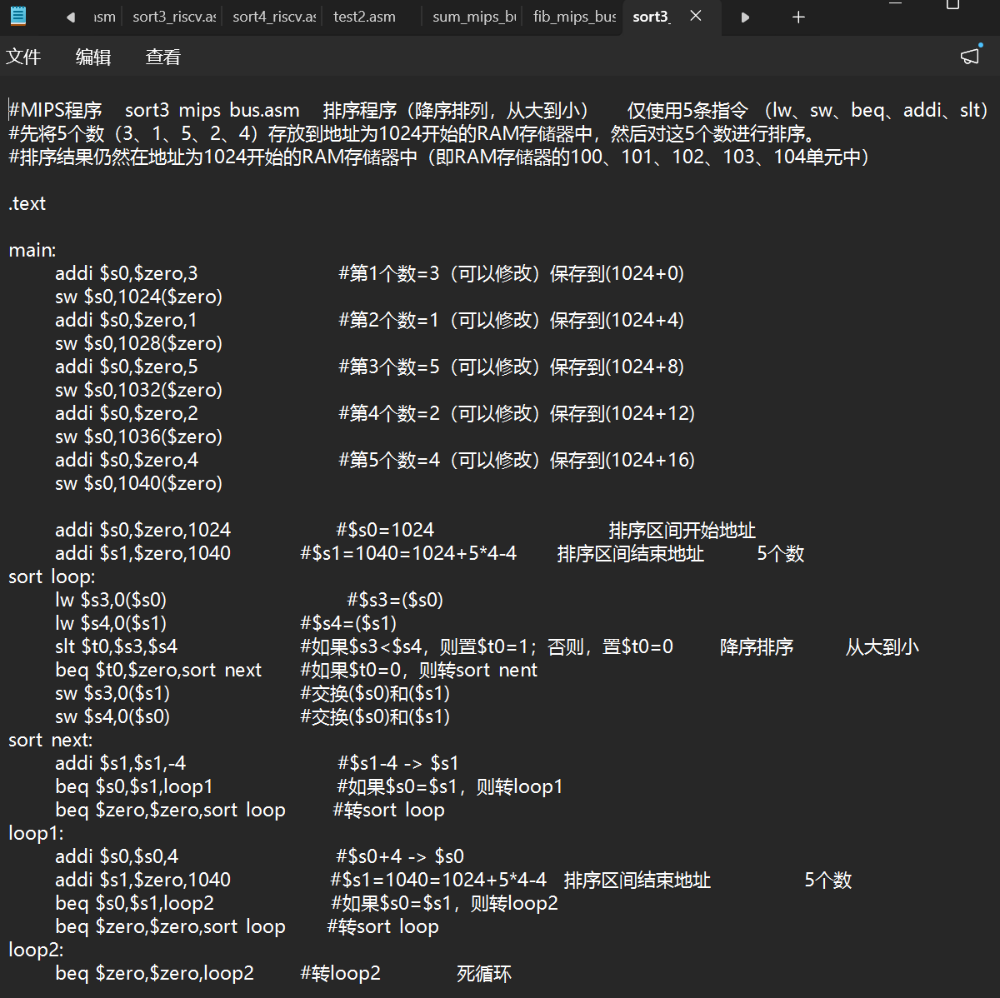 asm sort3_riscv.as sort4_riscv.as test2.asm sum_mips_bu fib_mips_bus sort3_
文件 编辑 查看
#MIPS程序 sort3 mips bus.asm 排序程序（降序排列，从大到小） 仅使用5条指令 （lw、sw、beq、addi、slt）
#先将5个数（3、1、5、2、4）存放到地址为1024开始的RAM存储器中，然后对这5个数进行排序。
#排序结果仍然在地址为1024开始的RAM存储器中（即RAM存储器的100、101、102、103、104单元中）
.text
main:
addi $s0,$zero,3 #第1个数=3（可以修改）保存到(1024+0)
sw $s0,1024($zero)
addi $s0,$zero,1 #第2个数=1（可以修改）保存到(1024+4)
sw $s0,1028($zero)
addi $s0,$zero,5 #第3个数=5（可以修改）保存到(1024+8)
sw $s0,1032($zero)
addi $s0,$zero,2 #第4个数=2（可以修改）保存到(1024+12)
sw $s0,1036($zero)
addi $s0,$zero,4 #第5个数=4（可以修改）保存到(1024+16)
sw $s0,1040($zero)
addi $s0,$zero,1024 #$s0=1024 排序区间开始地址
addi $s1,$zero,1040 #$s1=1040=1024+5*4-4 排序区间结束地址 5个数
sort loop:
lw $s3,0($s0) #$s3=($s0)
lw $s4,0($s1) #$s4=($s1)
slt $t0,$s3,$s4 #如果$s3<$s4，则置$t0=1；否则，置$t0=0 降序排序 从大到小
beq $t0,$zero,sort next #如果$t0=0，则转sort nent
sw $s3,0($s1) #交换($s0)和($s1)
sw $s4,0($s0) #交换($s0)和($s1)
sort next:
addi $s1,$s1,-4 #$s1-4 -> $s1
beq $s0,$s1,loop1 #如果$s0=$s1，则转loop1
beq $zero,$zero,sort loop #转sort loop
loop1:
addi $s0,$s0,4 #$s0+4 -> $s0
addi $s1,$zero,1040 #$s1=1040=1024+5*4-4 排序区间结束地址 5个数
beq $s0,$s1,loop2 #如果$s0=$s1，则转loop2
beq $zero,$zero,sort loop #转sort loop
loop2:
beq $zero,$zero,loop2 #转loop2 死循环